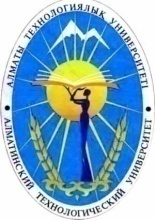 АЛМАТЫ ТЕХНОЛОГИЯЛЫҚ УНИВЕРСИТЕТІ
АЛМАТИНСКИЙ ТЕХНОЛОГИЧЕСКИЙ УНИВЕРСИТЕТ